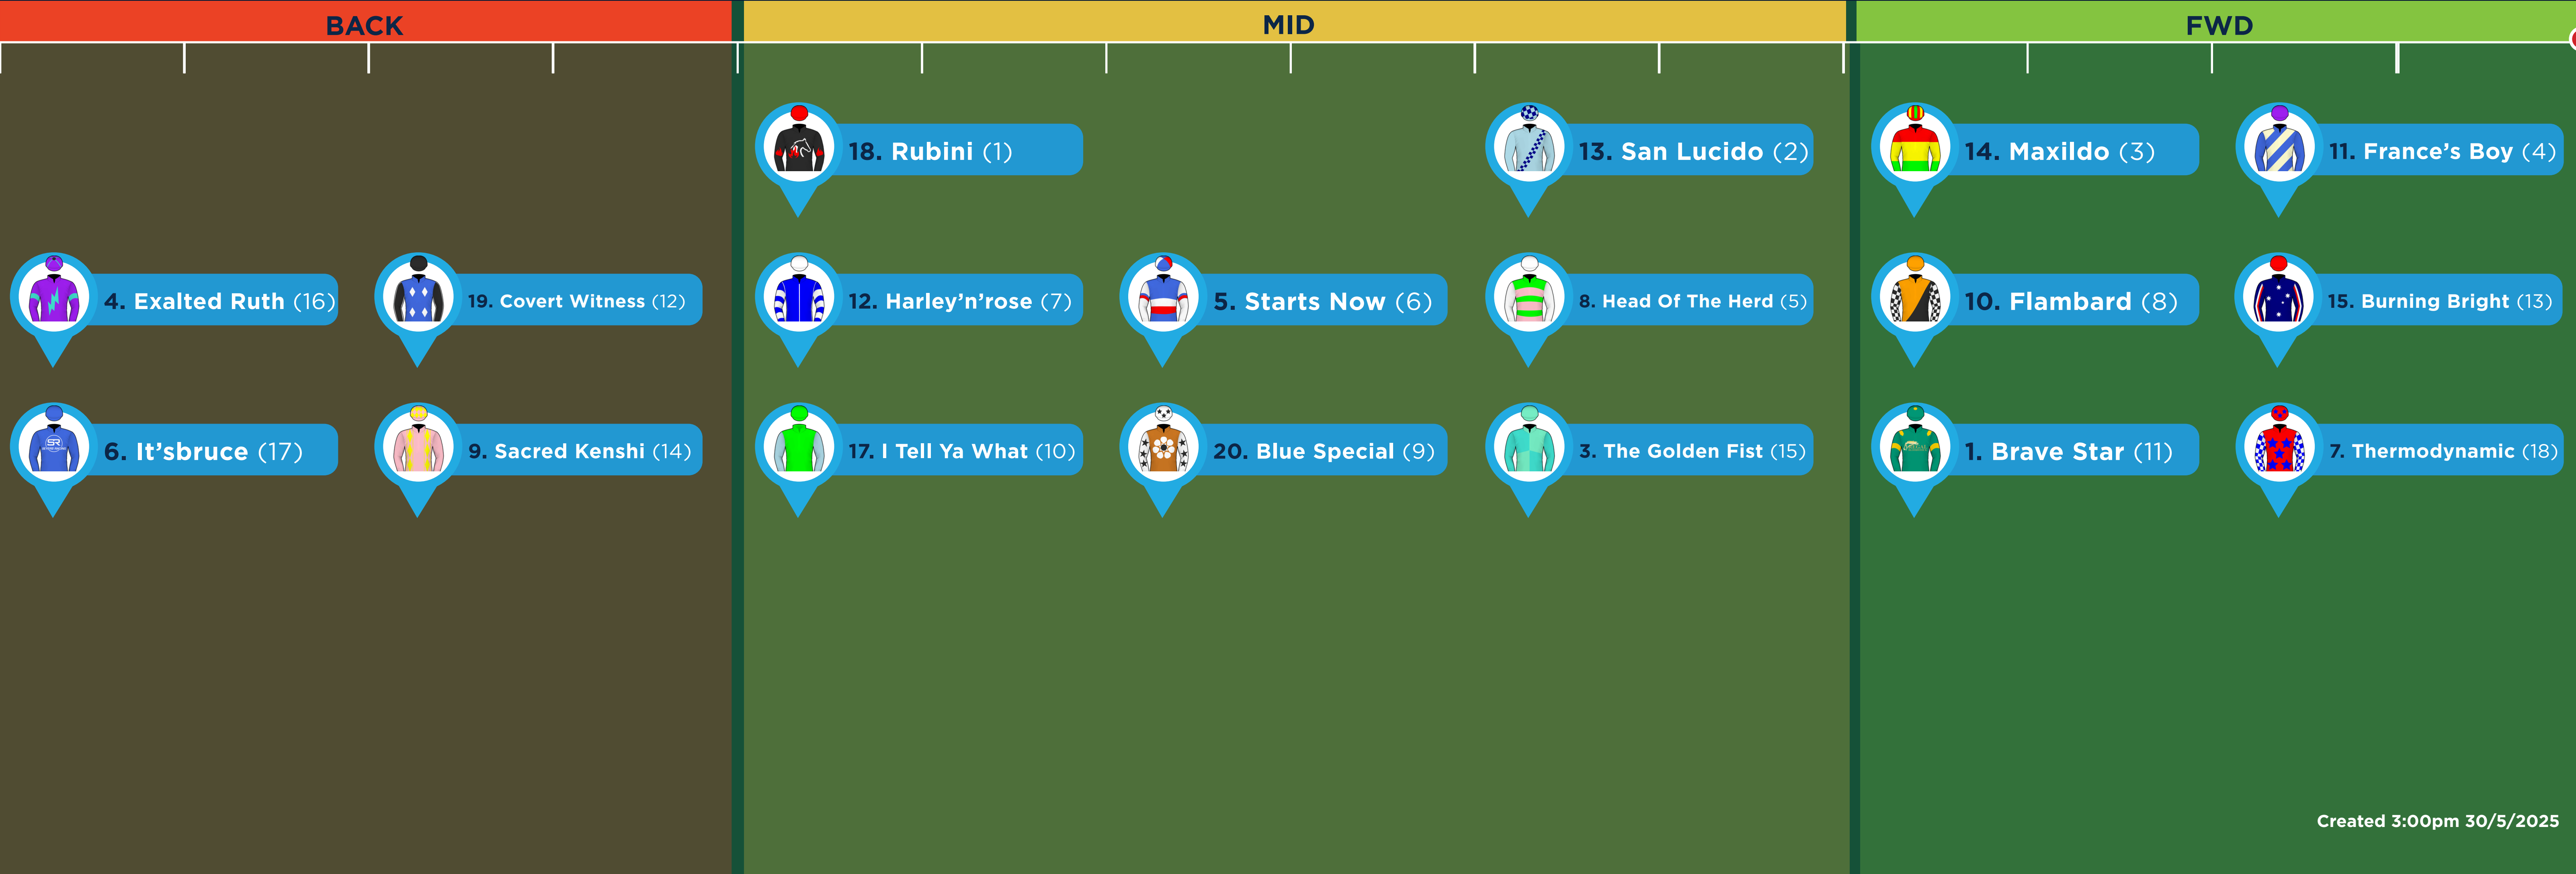 BACK
MID
FWD
18. Rubini (1)
13. San Lucido (2)
14. Maxildo (3)
11. France’s Boy (4)
4. Exalted Ruth (16)
19. Covert Witness (12)
12. Harley’n’rose (7)
5. Starts Now (6)
8. Head Of The Herd (5)
10. Flambard (8)
15. Burning Bright (13)
6. It’sbruce (17)
9. Sacred Kenshi (14)
17. I Tell Ya What (10)
20. Blue Special (9)
3. The Golden Fist (15)
1. Brave Star (11)
7. Thermodynamic (18)
SR
Created 3:00pm 30/5/2025